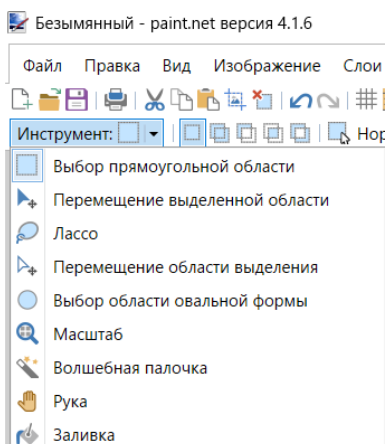 Безымянный - paint.net версия 4.1.6
Файл Правка Вид Изображение Слои
Инструмент:
Выбор прямоугольной области
Перемещение выделенной области
Лассо
Перемещение области выделения
Выбор области овальной формы
Масштаб
Волшебная палочка
Рука
Заливка